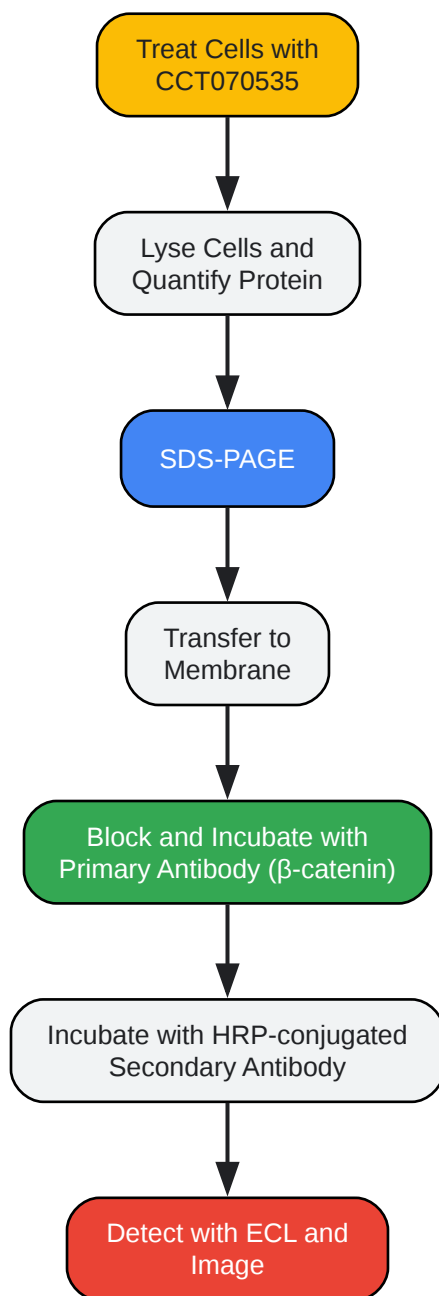 Treat Cells with
CCT070535
Lyse Cells and
Quantify Protein
SDS-PAGE
Transfer to
Membrane
Block and Incubate with
Primary Antibody (β-catenin)
Incubate with HRP-conjugated
Secondary Antibody
Detect with ECL and
Image